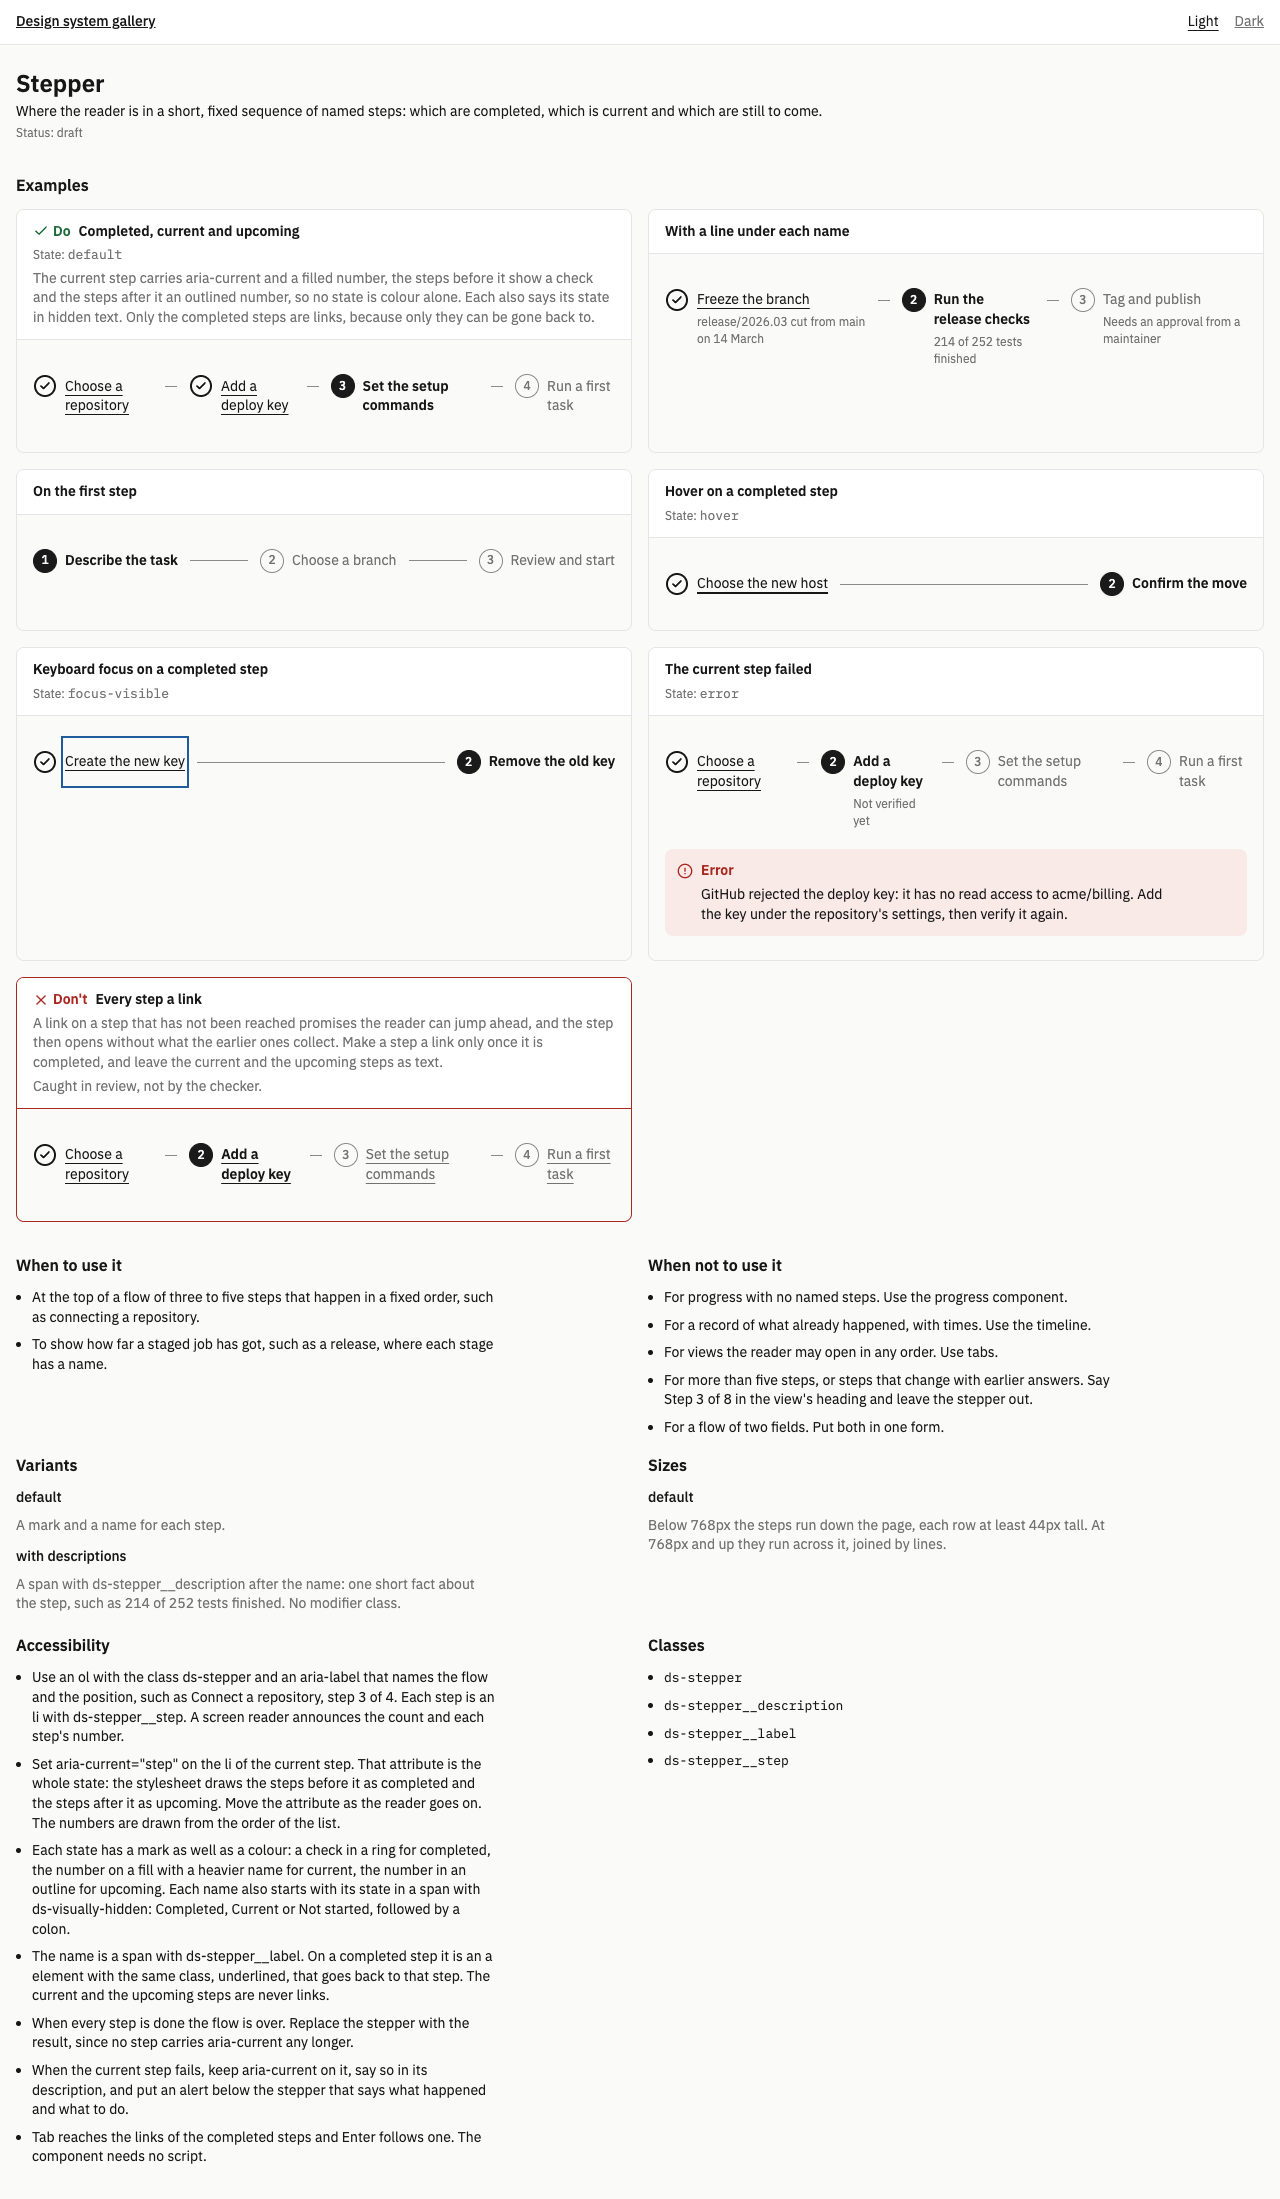 Design system gallery
Light Dark
Stepper
Where the reader is in a short, fixed sequence of named steps: which are completed, which is current and which are still to come.
Status: draft
Examples
Do Completed, current and upcoming
State: default
The current step carries aria-current and a filled number, the steps before it show a check
and the steps after it an outlined number, so no state is colour alone. Each also says its state
in hidden text. Only the completed steps are links, because only they can be gone back to.
Choose a
repository
Add a
deploy key
3 Set the setup
commands
4 Run a first
task
With a line under each name
Freeze the branch
release/2026.03 cut from main
on 14 March
2 Run the
release checks
214 of 252 tests
finished
3 Tag and publish
Needs an approval from a
maintainer
On the first step
1 Describe the task
2 Choose a branch
3 Review and start
Hover on a completed step
State: hover
Choose the new host
2 Confirm the move
Keyboard focus on a completed step
State: focus-visible
Create the new key
2 Remove the old key
The current step failed
State: error
Choose a
repository
2 Add a
deploy key
Not verified
yet
3 Set the setup
commands
4 Run a first
task
Error
GitHub rejected the deploy key: it has no read access to acme/billing. Add
the key under the repository's settings, then verify it again.
Don't Every step a link
A link on a step that has not been reached promises the reader can jump ahead, and the step
then opens without what the earlier ones collect. Make a step a link only once it is
completed, and leave the current and the upcoming steps as text.
Caught in review, not by the checker.
Choose a
repository
2 Add a
deploy key
3 Set the setup
commands
4 Run a first
task
When to use it
At the top of a flow of three to five steps that happen in a fixed order, such
as connecting a repository.
To show how far a staged job has got, such as a release, where each stage
has a name.
When not to use it
For progress with no named steps. Use the progress component.
For a record of what already happened, with times. Use the timeline.
For views the reader may open in any order. Use tabs.
For more than five steps, or steps that change with earlier answers. Say
Step 3 of 8 in the view's heading and leave the stepper out.
For a flow of two fields. Put both in one form.
Variants
default
A mark and a name for each step.
with descriptions
A span with ds-stepper__description after the name: one short fact about
the step, such as 214 of 252 tests finished. No modifier class.
Sizes
default
Below 768px the steps run down the page, each row at least 44px tall. At
768px and up they run across it, joined by lines.
Accessibility
Use an ol with the class ds-stepper and an aria-label that names the flow
and the position, such as Connect a repository, step 3 of 4. Each step is an
li with ds-stepper__step. A screen reader announces the count and each
step's number.
Set aria-current="step" on the li of the current step. That attribute is the
whole state: the stylesheet draws the steps before it as completed and
the steps after it as upcoming. Move the attribute as the reader goes on.
The numbers are drawn from the order of the list.
Each state has a mark as well as a colour: a check in a ring for completed,
the number on a fill with a heavier name for current, the number in an
outline for upcoming. Each name also starts with its state in a span with
ds-visually-hidden: Completed, Current or Not started, followed by a
colon.
The name is a span with ds-stepper__label. On a completed step it is an a
element with the same class, underlined, that goes back to that step. The
current and the upcoming steps are never links.
When every step is done the flow is over. Replace the stepper with the
result, since no step carries aria-current any longer.
When the current step fails, keep aria-current on it, say so in its
description, and put an alert below the stepper that says what happened
and what to do.
Tab reaches the links of the completed steps and Enter follows one. The
component needs no script.
Classes
ds-stepper
ds-stepper__description
ds-stepper__label
ds-stepper__step